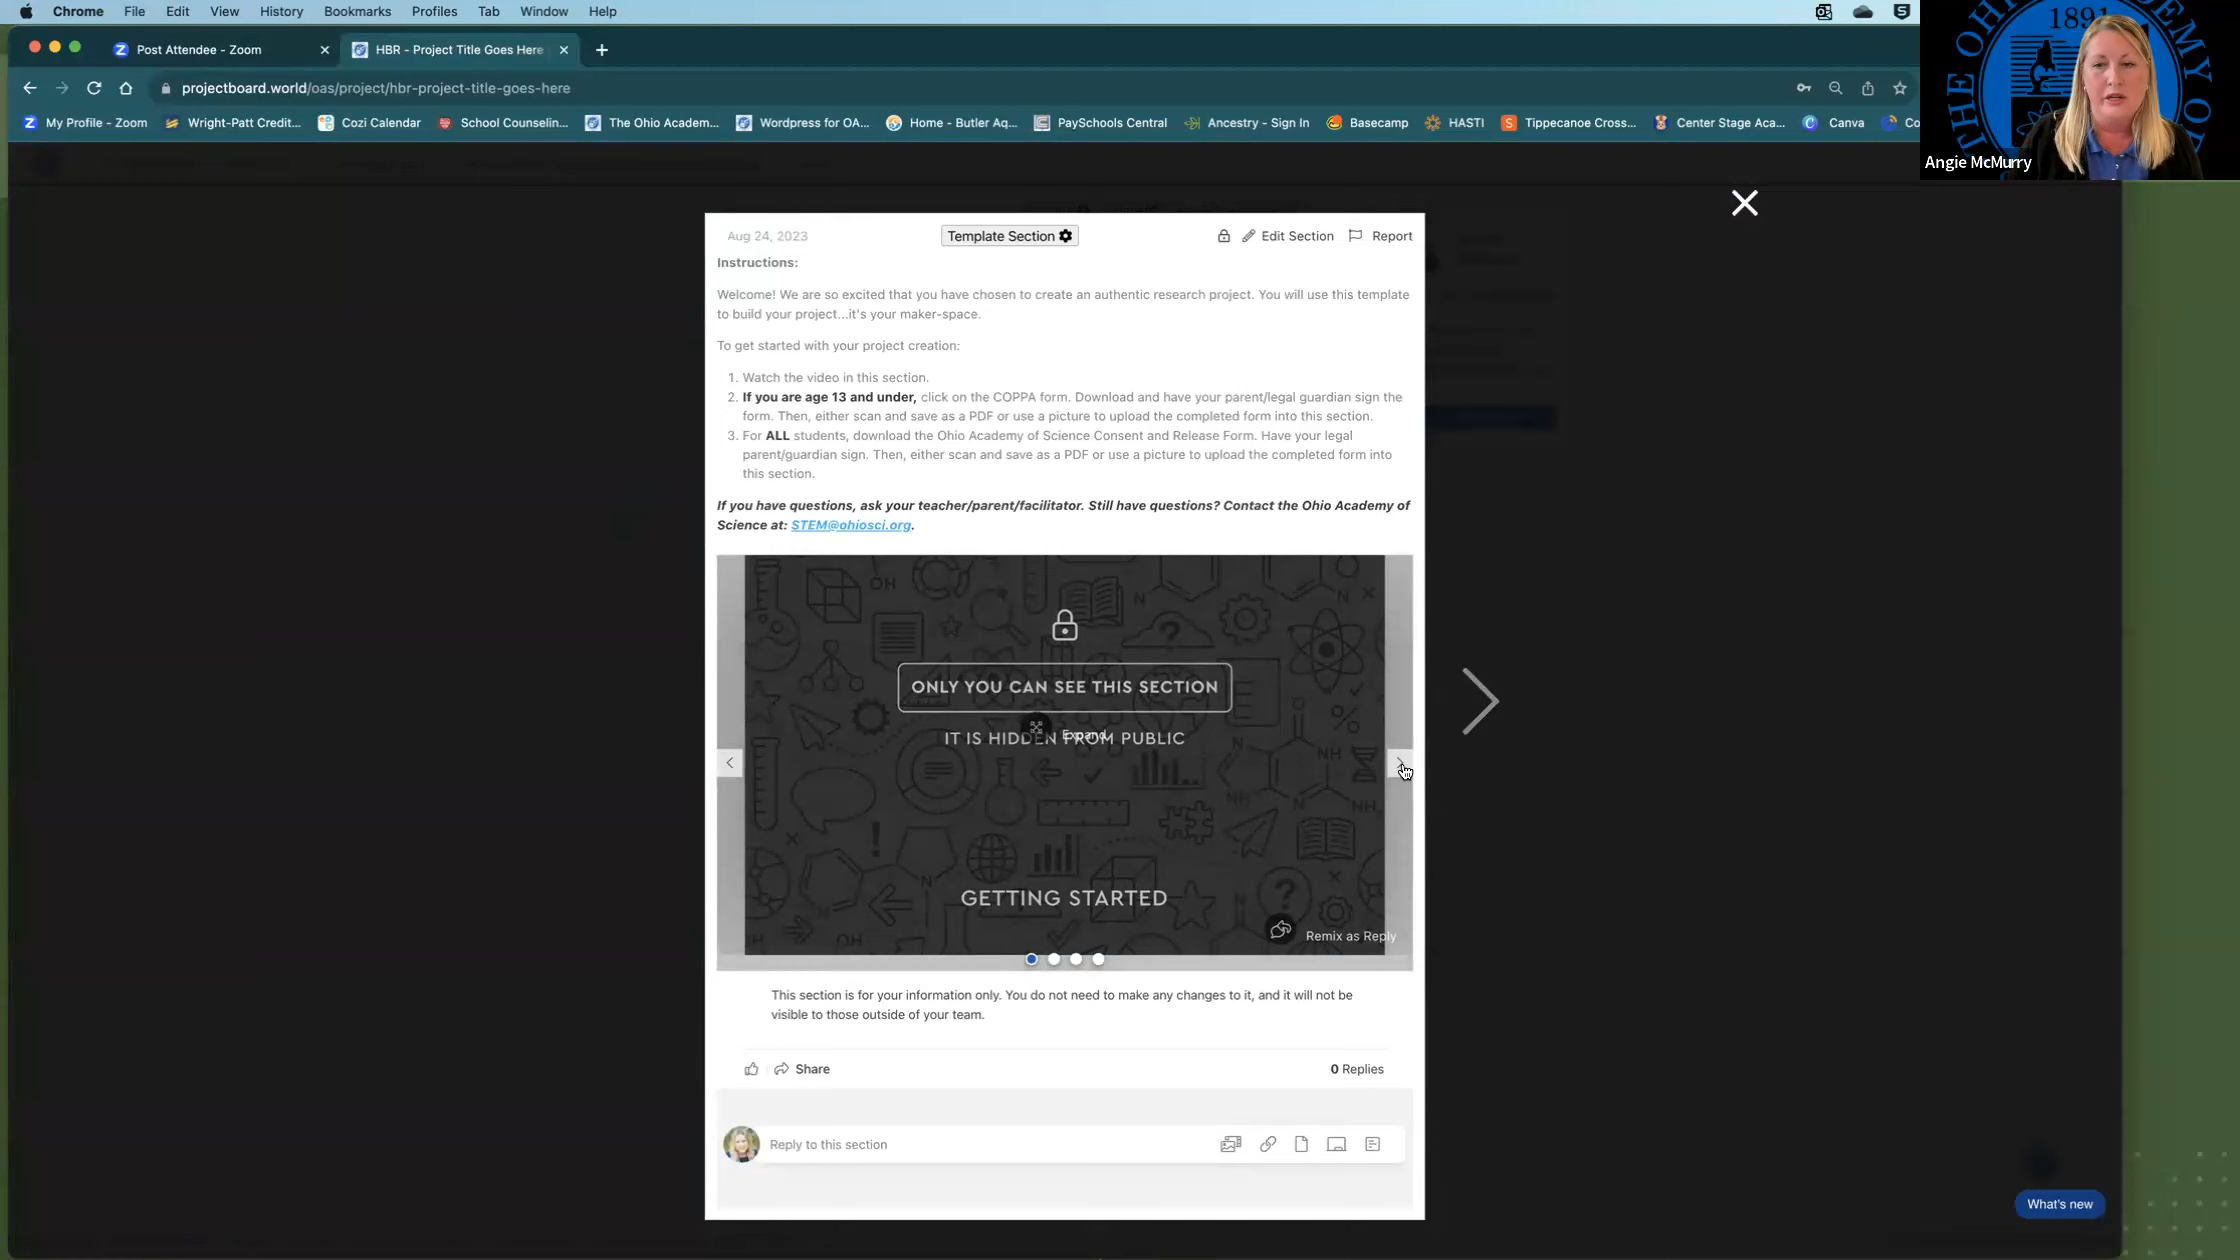 Chrome File Edit View History Bookmarks Profiles Tab Window Help
Post Attendee - Zoom
HBR - Project Title Goes Here
projectboard.world/oas/project/hbr-project-title-goes-here
My Profile - Zoom Wright-Patt Credit... Cozi Calendar School Counselin... The Ohio Academ... Wordpress for OA... Home - Butler Aq... PaySchools Central Ancestry - Sign In Basecamp HASTI Tippecanoe Cross... Center Stage Aca... Canva Co
1891
Angie McMurry
Aug 24, 2023
Template Section
Edit Section
Report
Instructions:
Welcome! We are so excited that you have chosen to create an authentic research project. You will use this template
to build your project...it's your maker-space.
To get started with your project creation:
1. Watch the video in this section.
2. If you are age 13 and under, click on the COPPA form. Download and have your parent/legal guardian sign the
form. Then, either scan and save as a PDF or use a picture to upload the completed form into this section.
3. For ALL students, download the Ohio Academy of Science Consent and Release Form. Have your legal
parent/guardian sign. Then, either scan and save as a PDF or use a picture to upload the completed form into
this section.
If you have questions, ask your teacher/parent/facilitator. Still have questions? Contact the Ohio Academy of
Science at: STEM@ohiosci.org.
ONLY YOU CAN SEE THIS SECTION
Expand
IT IS HIDDEN FROM PUBLIC
GETTING STARTED
Remix as Reply
This section is for your information only. You do not need to make any changes to it, and it will not be
visible to those outside of your team.
Share
0 Replies
Reply to this section
What's new